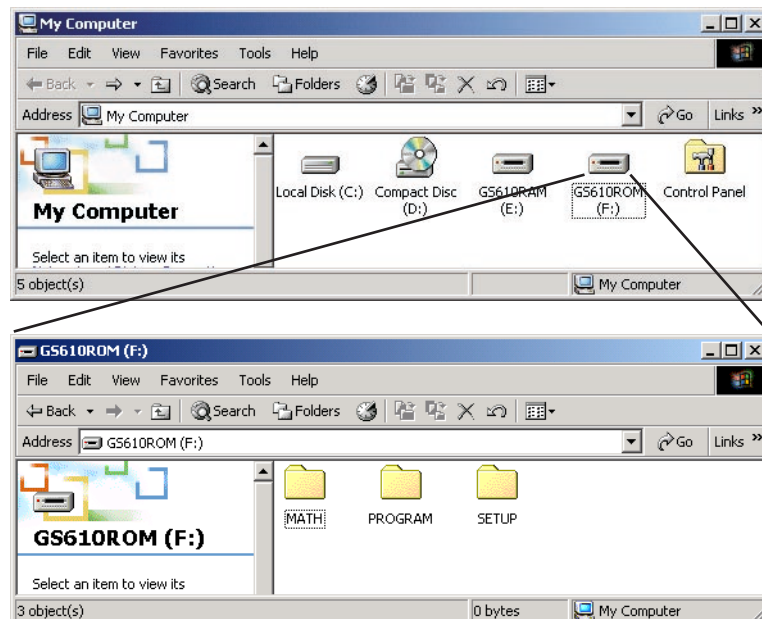 My Computer
File Edit View Favorites Tools Help
Back Search Folders
Address My Computer Go Links »
My Computer
Select an item to view its
Local Disk (C:) Compact Disc (D:) GS610RAM (E:) GS610ROM (F:) Control Panel
5 object(s) My Computer
GS610ROM (F:)
File Edit View Favorites Tools Help
Back Search Folders
Address GS610ROM (F:) Go Links »
GS610ROM (F:)
Select an item to view its
MATH PROGRAM SETUP
3 object(s) 0 bytes My Computer